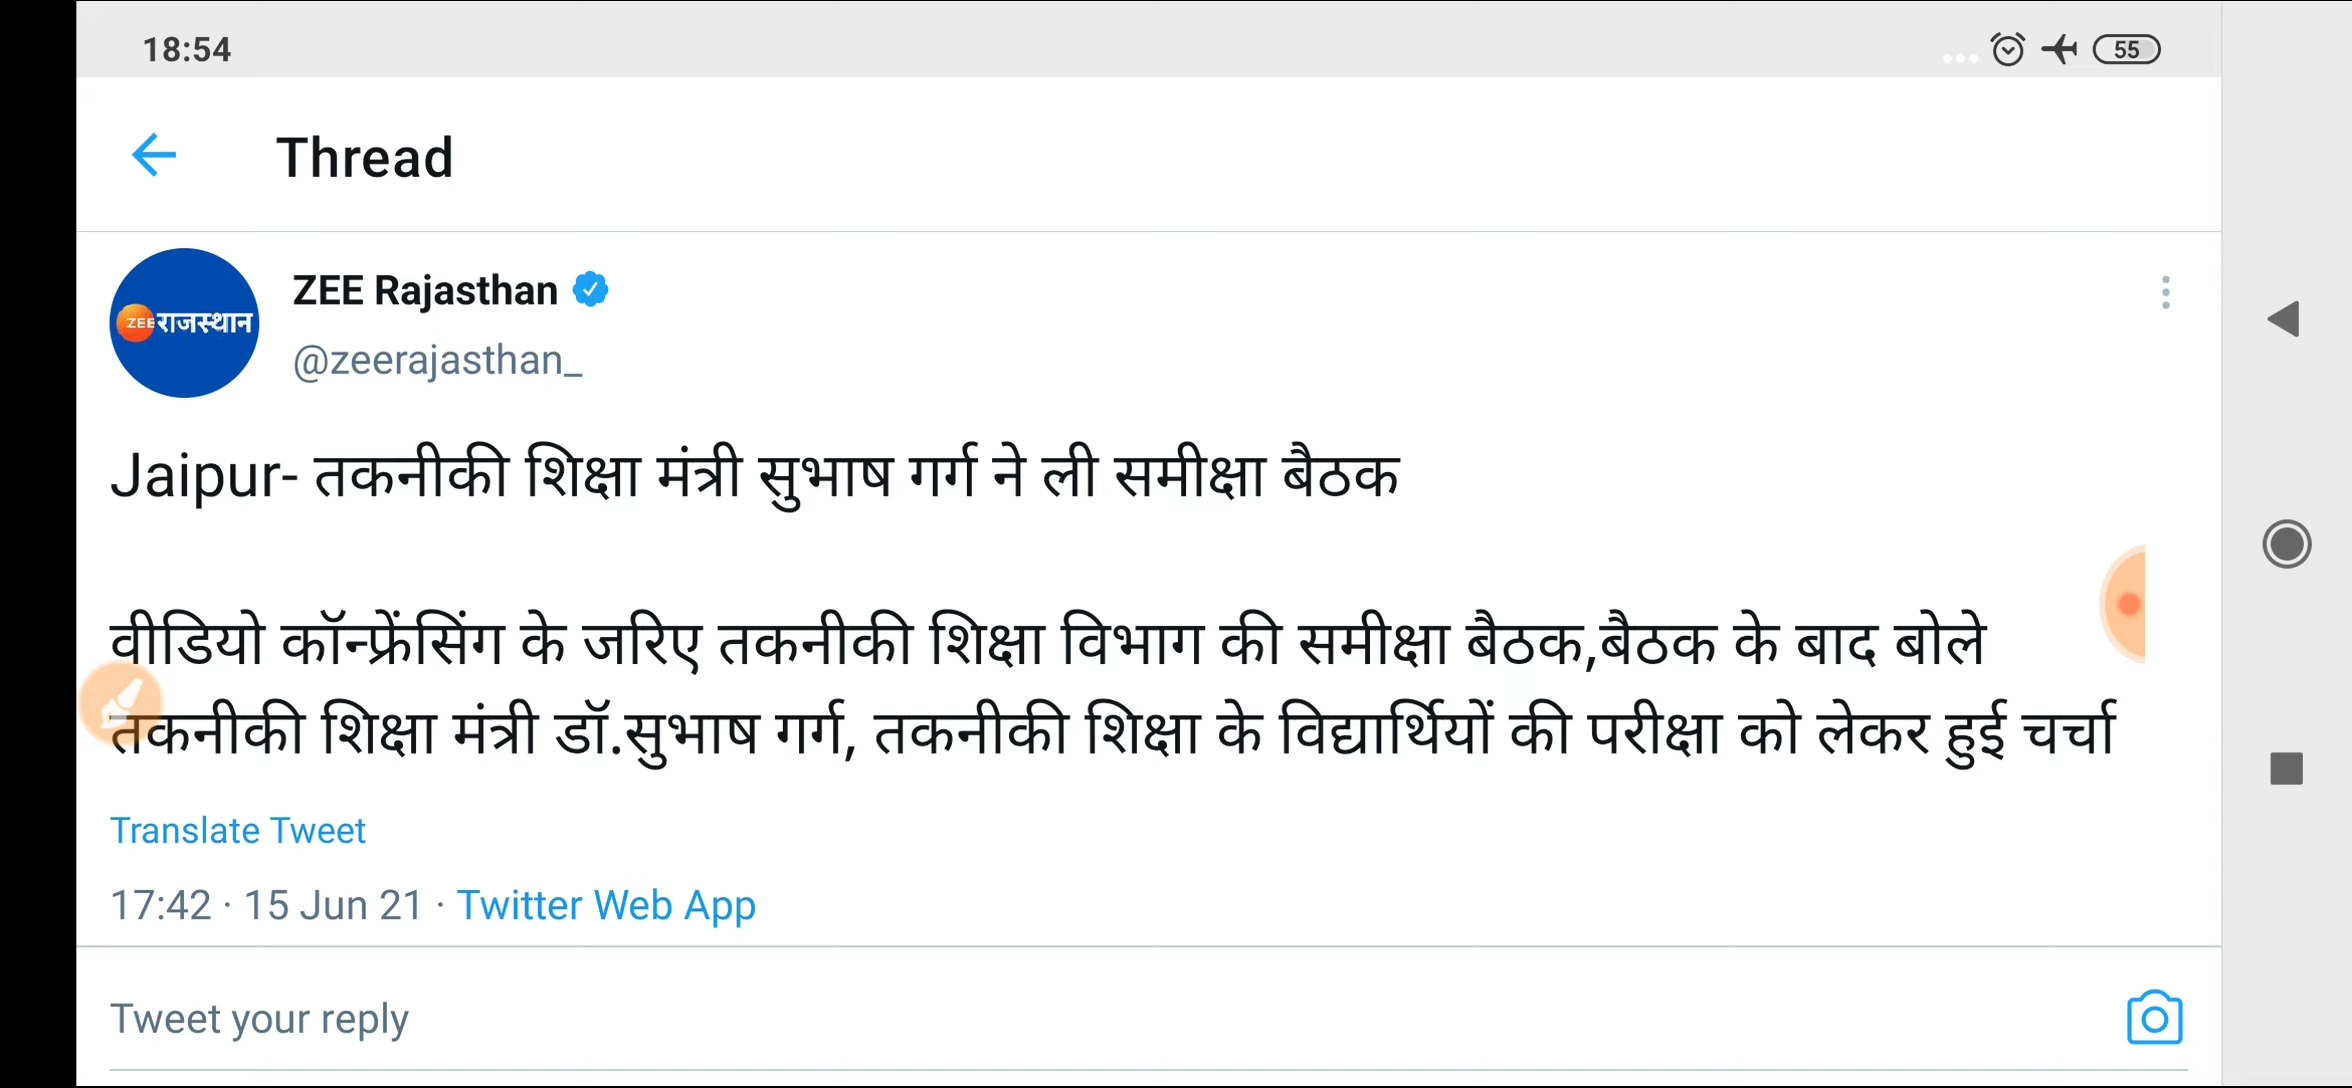 18:54
55
Thread
ZEE राजस्थान
ZEE Rajasthan
@zeerajasthan_
Jaipur- तकनीकी शिक्षा मंत्री सुभाष गर्ग ने ली समीक्षा बैठक
वीडियो कॉन्फ्रेंसिंग के जरिए तकनीकी शिक्षा विभाग की समीक्षा बैठक,बैठक के बाद बोले
तकनीकी शिक्षा मंत्री डॉ.सुभाष गर्ग, तकनीकी शिक्षा के विद्यार्थियों की परीक्षा को लेकर हुई चर्चा
Translate Tweet
17:42 · 15 Jun 21 · Twitter Web App
Tweet your reply